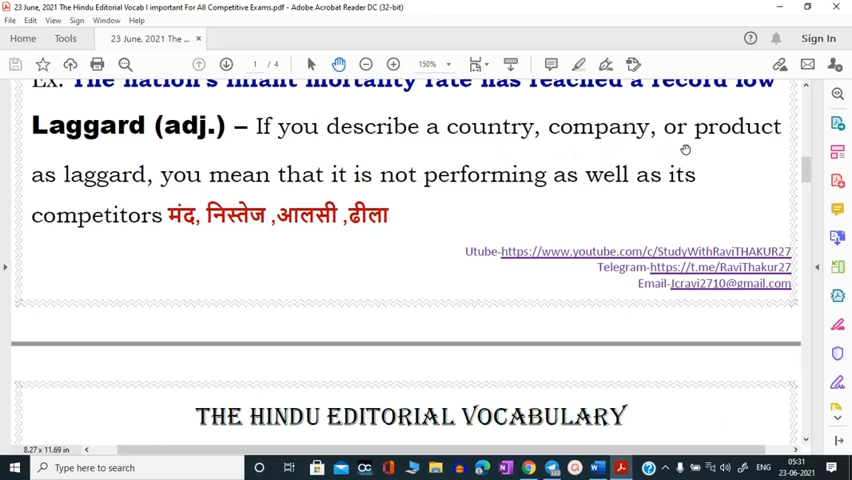 23 June, 2021 The Hindu Editorial Vocab I important For All Competitive Exams.pdf - Adobe Acrobat Reader DC (32-bit)
File Edit View Sign Window Help
Home Tools 23 June, 2021 The ... × Sign In
1 / 4 150%
Ex. The nation's infant mortality rate has reached a record low
Laggard (adj.) – If you describe a country, company, or product
as laggard, you mean that it is not performing as well as its
competitors मंद, निस्तेज ,आलसी ,ढीला
Utube-https://www.youtube.com/c/StudyWithRaviTHAKUR27
Telegram-https://t.me/RaviThakur27
Email-Jcravi2710@gmail.com
THE HINDU EDITORIAL VOCABULARY
8.27 x 11.69 in
Type here to search
ENG
05:31
23-06-2021